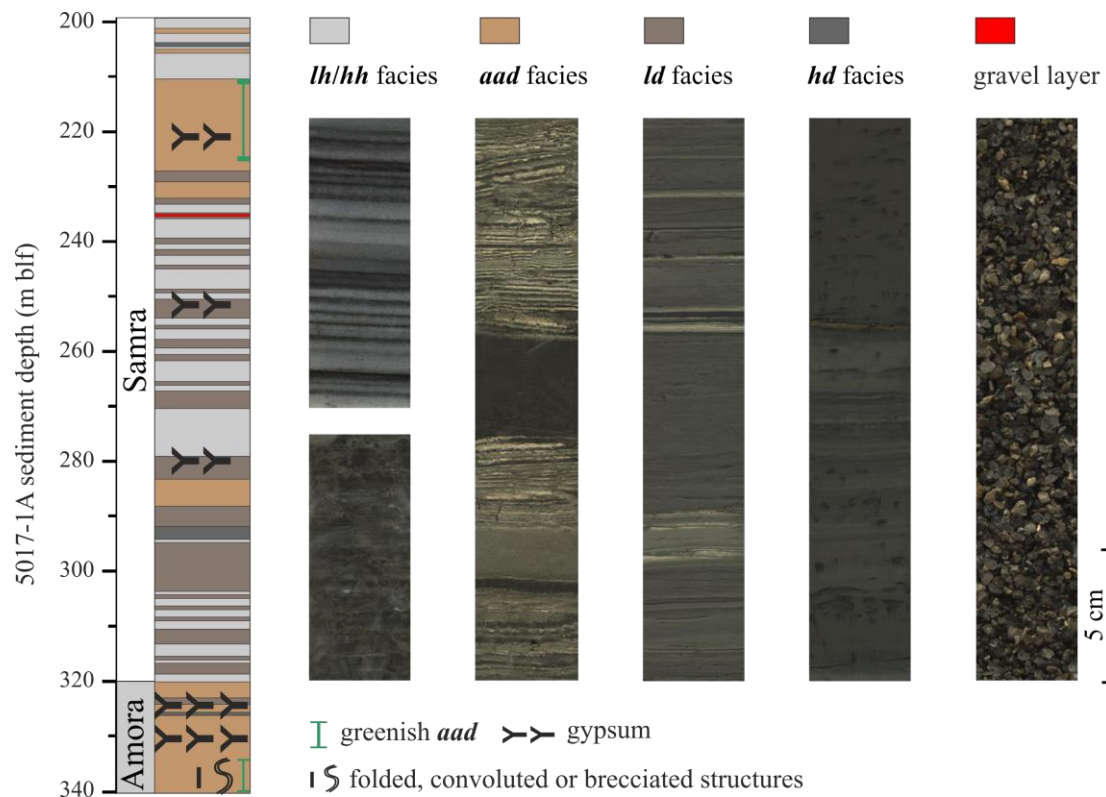 5017-1A sediment depth (m blf)
200
220
240
260
280
300
320
340
Samra
Amora
lh/hh facies
aad facies
ld facies
hd facies
gravel layer
5 cm
greenish aad
gypsum
folded, convoluted or brecciated structures